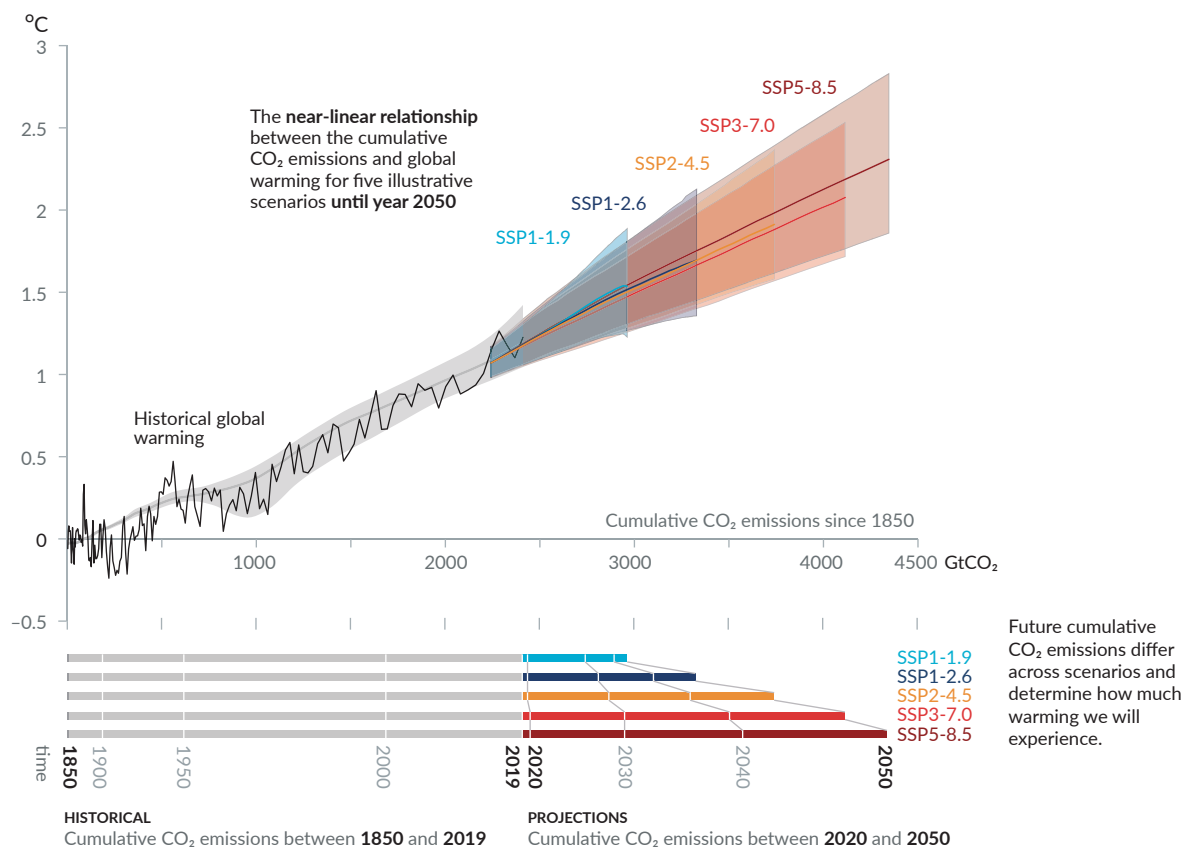 °C
3
2.5
2
1.5
1
0.5
0
–0.5
The near-linear relationship
between the cumulative
CO₂ emissions and global
warming for five illustrative
scenarios until year 2050
SSP5-8.5
SSP3-7.0
SSP2-4.5
SSP1-2.6
SSP1-1.9
Historical global
warming
Cumulative CO₂ emissions since 1850
1000 2000 3000 4000 4500 GtCO₂
Future cumulative
CO₂ emissions differ
across scenarios and
determine how much
warming we will
experience.
SSP1-1.9
SSP1-2.6
SSP2-4.5
SSP3-7.0
SSP5-8.5
time 1850 1900 1950 2000 2019 2020 2030 2040 2050
HISTORICAL
Cumulative CO₂ emissions between 1850 and 2019
PROJECTIONS
Cumulative CO₂ emissions between 2020 and 2050